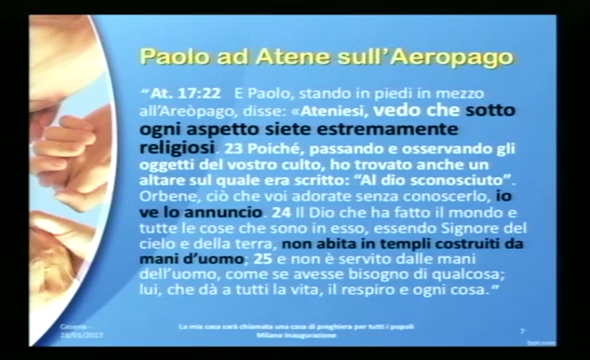 Paolo ad Atene sull'Aeropago
"At. 17:22 E Paolo, stando in piedi in mezzo
all'Areòpago, disse: «Ateniesi, vedo che sotto
ogni aspetto siete estremamente
religiosi. 23 Poiché, passando e osservando gli
oggetti del vostro culto, ho trovato anche un
altare sul quale era scritto: "Al dio sconosciuto".
Orbene, ciò che voi adorate senza conoscerlo, io
ve lo annuncio. 24 Il Dio che ha fatto il mondo e
tutte le cose che sono in esso, essendo Signore del
cielo e della terra, non abita in templi costruiti da
mani d'uomo; 25 e non è servito dalle mani
dell'uomo, come se avesse bisogno di qualcosa;
lui, che dà a tutti la vita, il respiro e ogni cosa."
La mia casa sarà chiamata una casa di preghiera per tutti i popoli
28/01/2017
Milano Inaugurazione
7